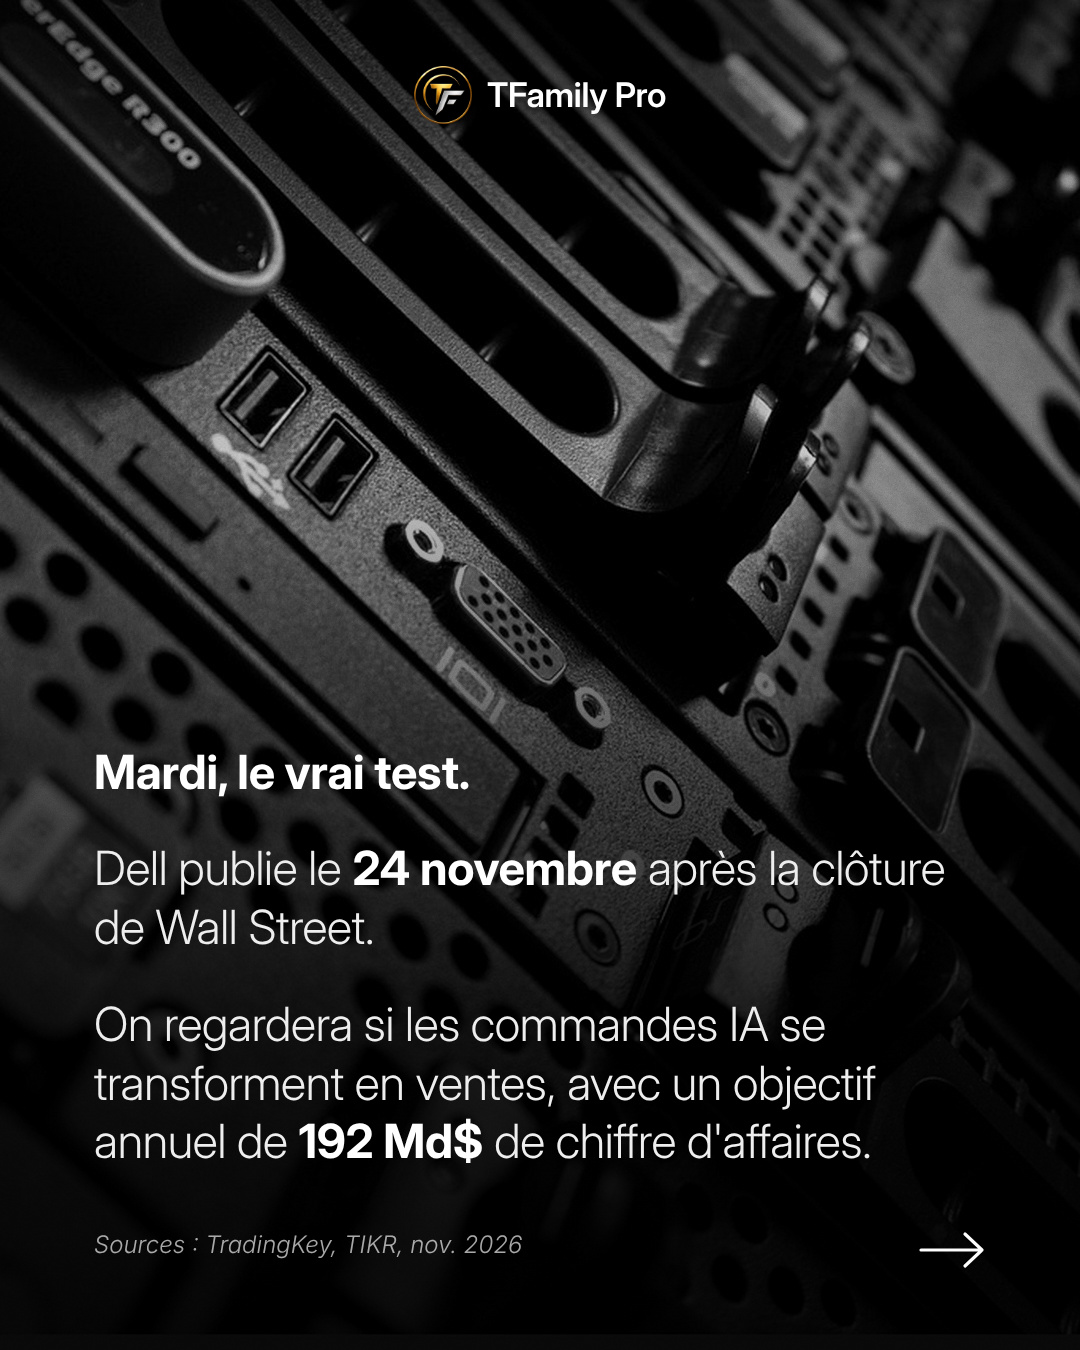 erEdge R300
TFamily Pro
Mardi, le vrai test.
Dell publie le 24 novembre après la clôture
de Wall Street.
On regardera si les commandes IA se
transforment en ventes, avec un objectif
annuel de 192 Md$ de chiffre d'affaires.
Sources : TradingKey, TIKR, nov. 2026